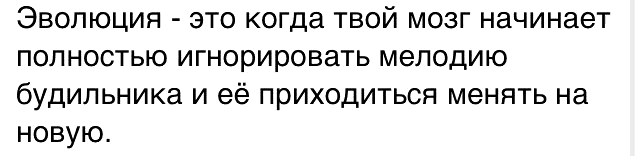 Эволюция - это когда твой мозг начинает
полностью игнорировать мелодию
будильника и её приходиться менять на
новую.